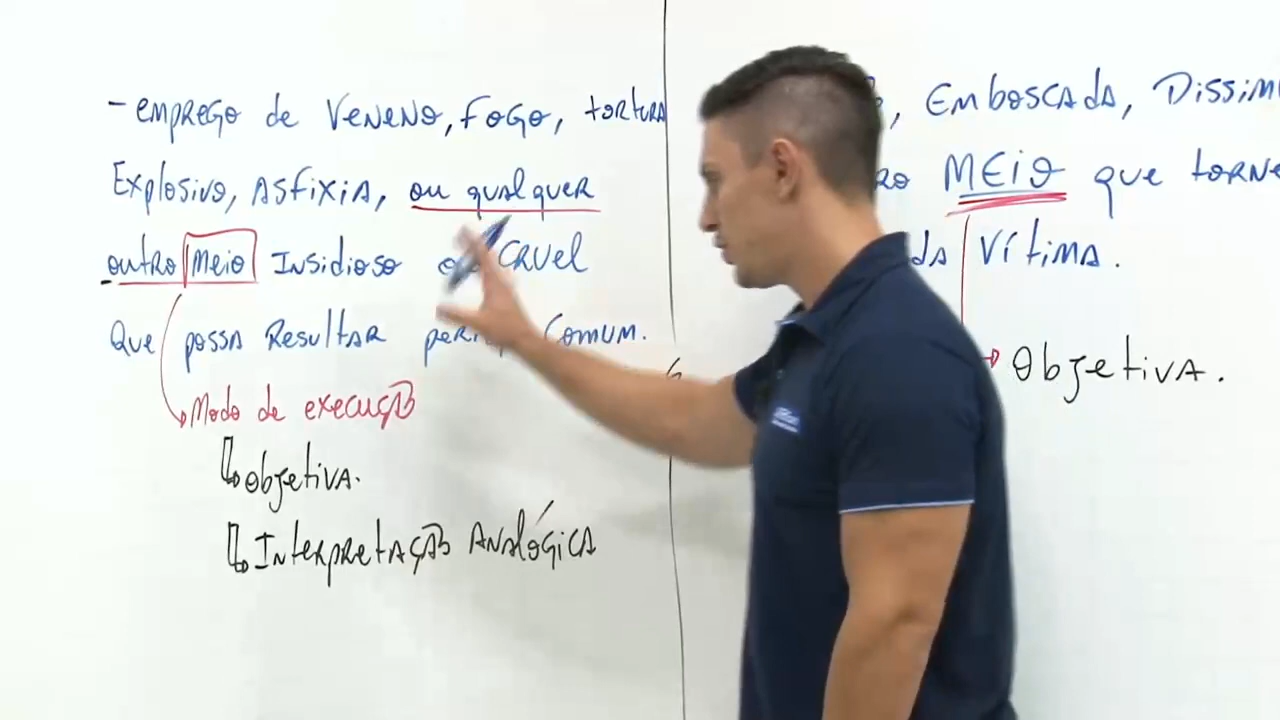 - emprego de Veneno, Fogo, tortura
Explosivo, Asfixia, ou qualquer
outro Meio Insidioso CRuel
Que possa Resultar Comum.
Modo de execução
Objetiva.
Interpretação Analógica
, Emboscada, Dissim
MEIO que torne
da Vítima.
Objetiva.